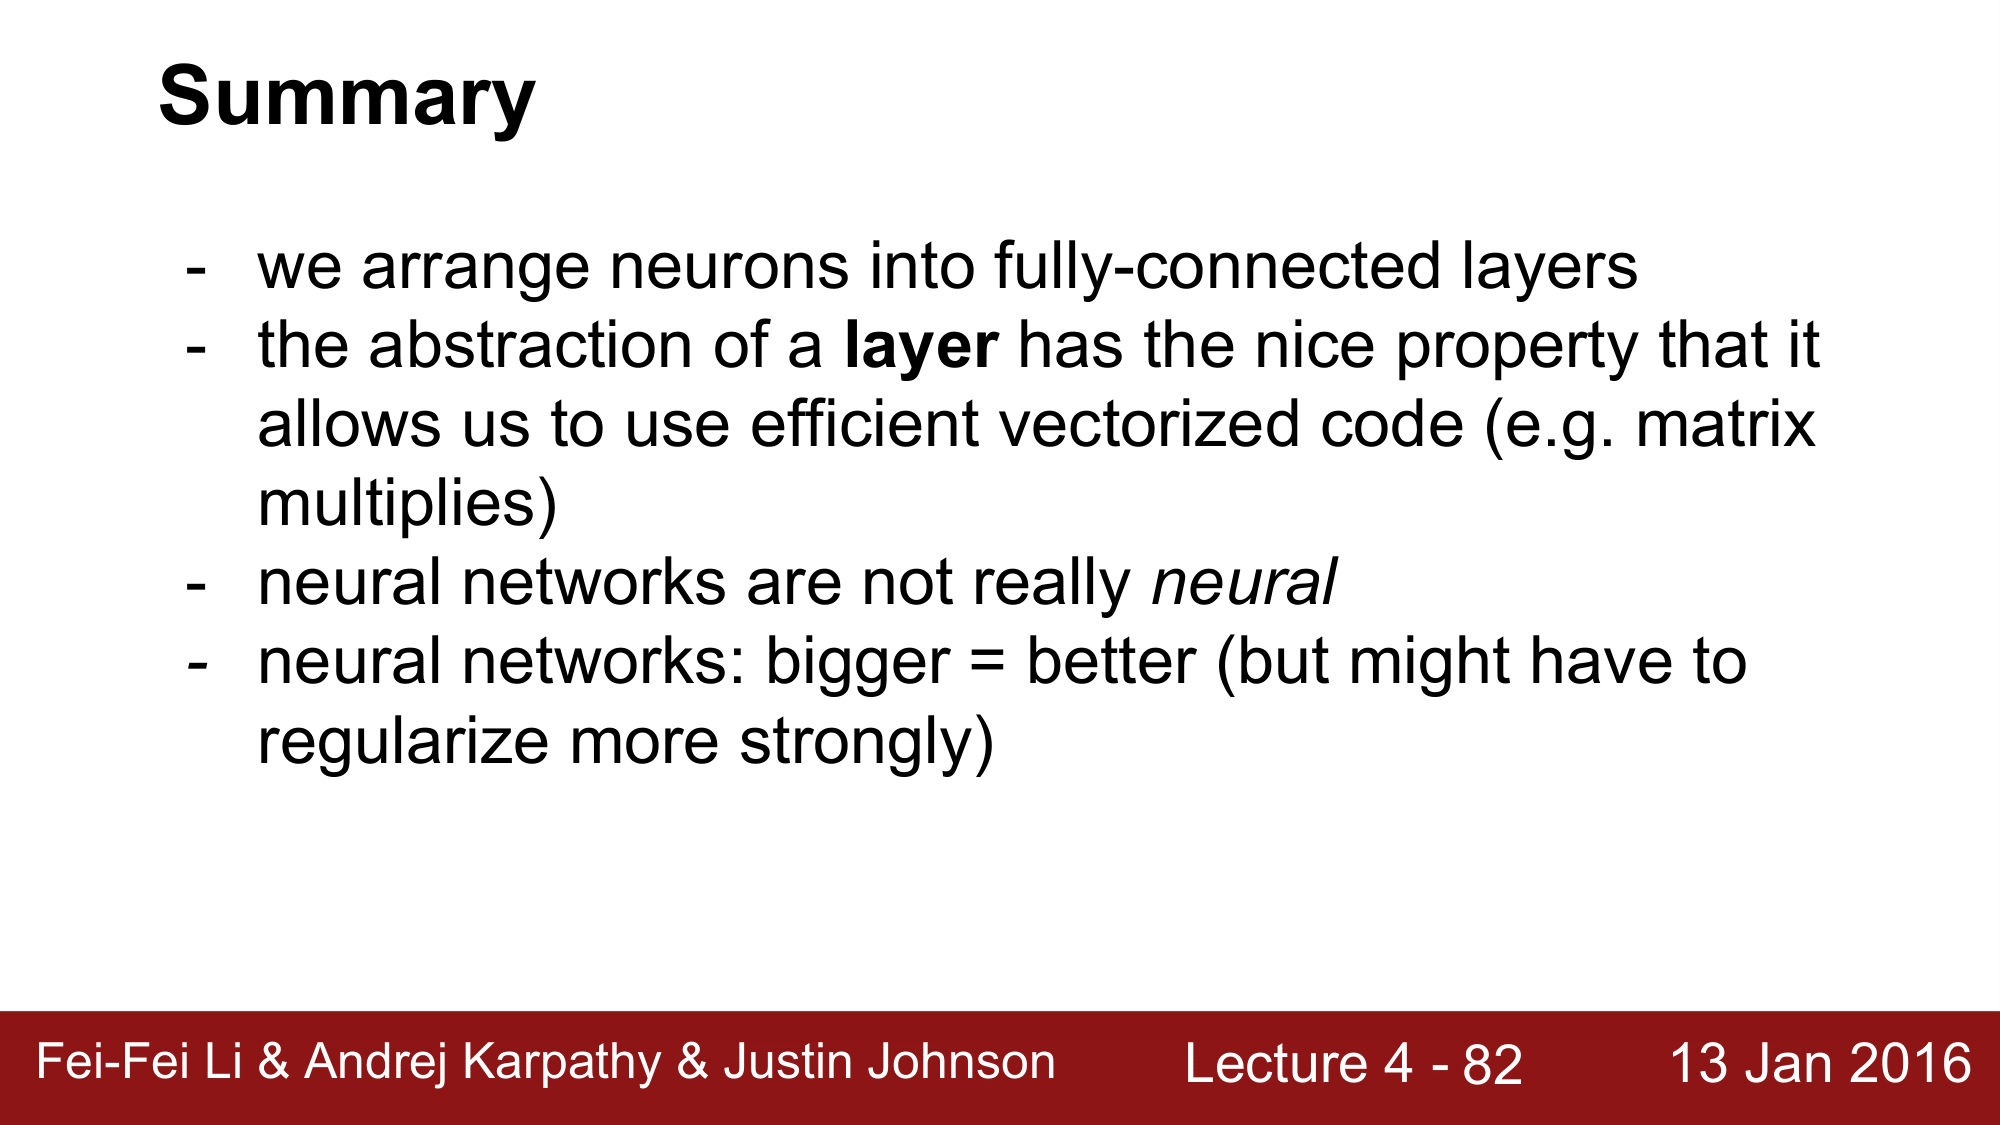 Summary
- we arrange neurons into fully-connected layers
- the abstraction of a layer has the nice property that it
allows us to use efficient vectorized code (e.g. matrix
multiplies)
- neural networks are not really neural
- neural networks: bigger = better (but might have to
regularize more strongly)
Fei-Fei Li & Andrej Karpathy & Justin Johnson Lecture 4 - 82 13 Jan 2016